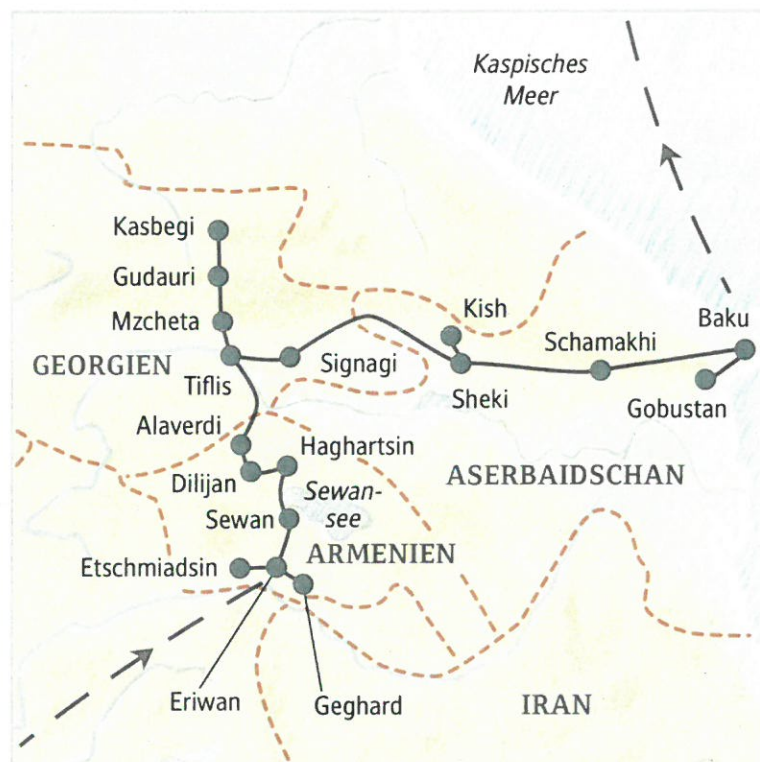 Kaspisches
Meer
Kasbegi
Gudauri
Mzcheta
Kish
Baku
Schamakhi
GEORGIEN
Signagi
Tiflis
Sheki
Gobustan
Alaverdi
Haghartsin
ASERBAIDSCHAN
Dilijan
Sewan-
see
Sewan
ARMENIEN
Etschmiadsin
Eriwan
Geghard
IRAN